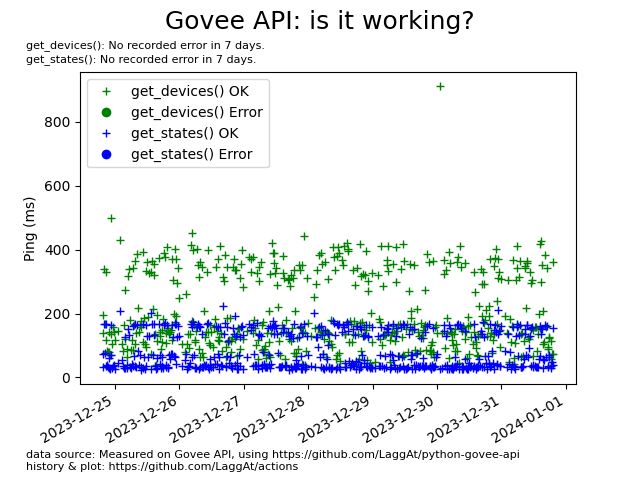 Govee API: is it working?
get_devices(): No recorded error in 7 days.
get_states(): No recorded error in 7 days.
get_devices() OK
get_devices() Error
get_states() OK
get_states() Error
Ping (ms)
800
600
400
200
0
2023-12-25
2023-12-26
2023-12-27
2023-12-28
2023-12-29
2023-12-30
2023-12-31
2024-01-01
data source: Measured on Govee API, using https://github.com/LaggAt/python-govee-api
history & plot: https://github.com/LaggAt/actions